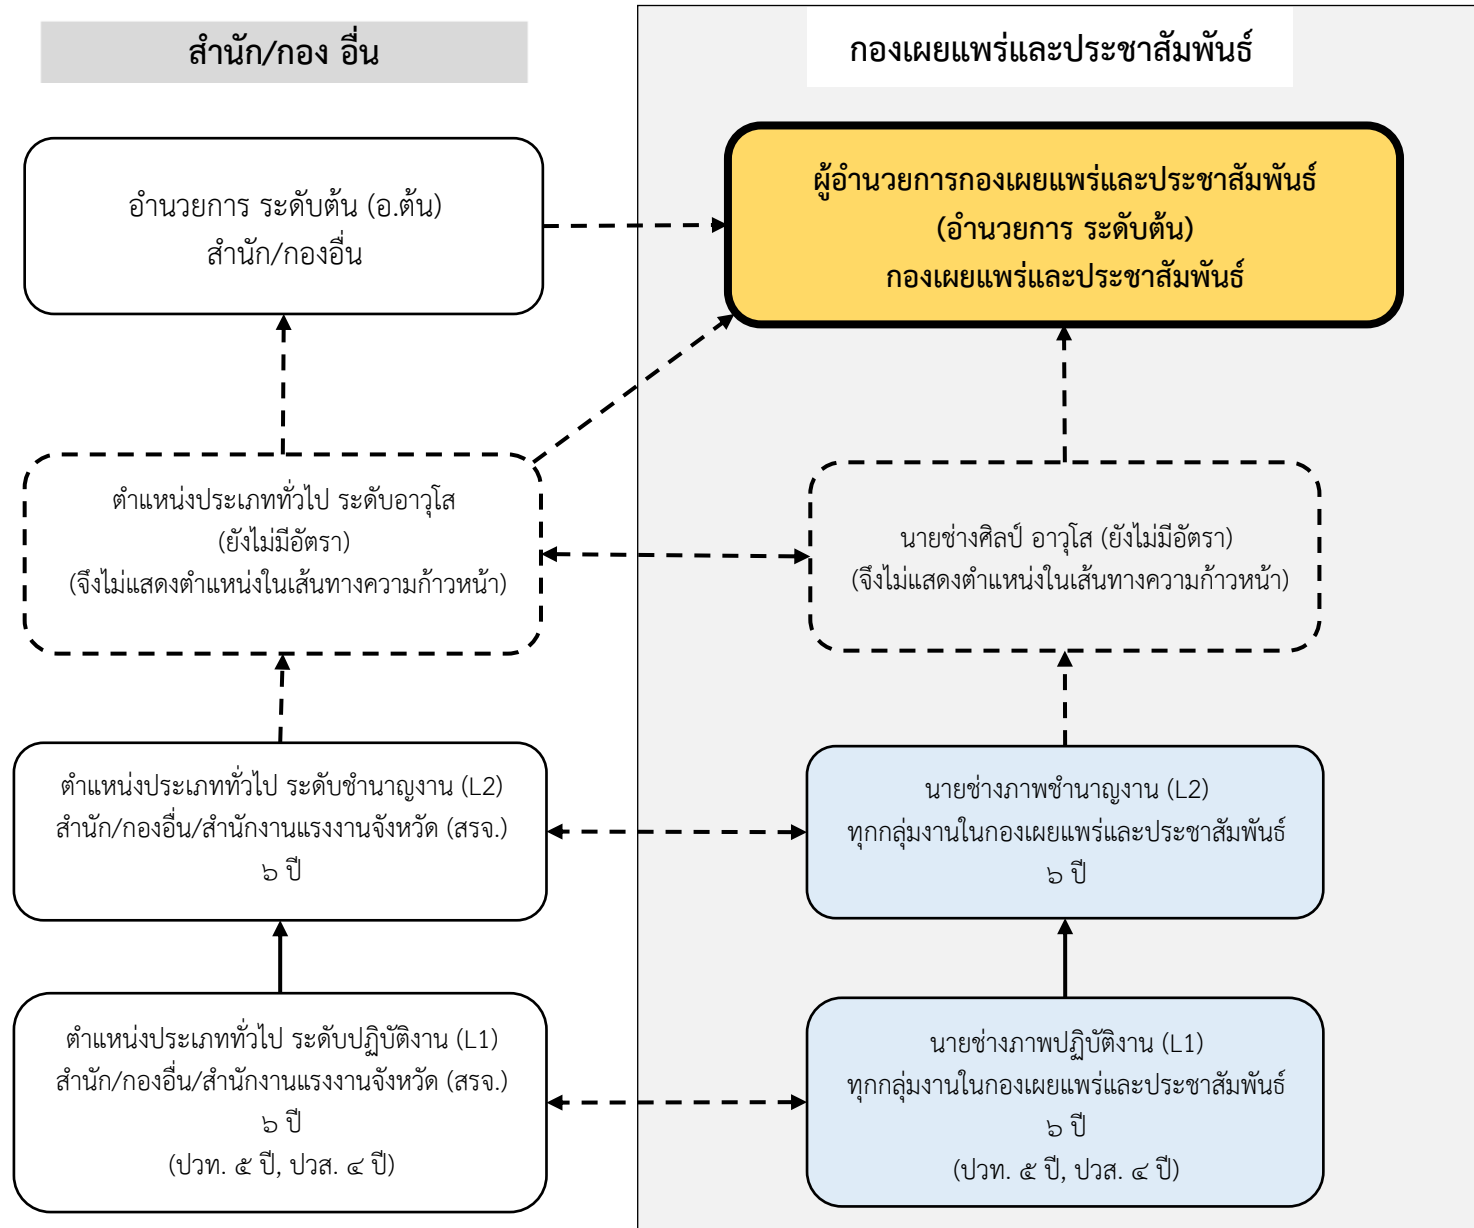 สำนัก/กอง อื่น
กองเผยแพร่และประชาสัมพันธ์
อำนวยการ ระดับต้น (อ.ต้น)
สำนัก/กองอื่น
ผู้อำนวยการกองเผยแพร่และประชาสัมพันธ์
(อำนวยการ ระดับต้น)
กองเผยแพร่และประชาสัมพันธ์
ตำแหน่งประเภททั่วไป ระดับอาวุโส
(ยังไม่มีอัตรา)
(จึงไม่แสดงตำแหน่งในเส้นทางความก้าวหน้า)
นายช่างศิลป์ อาวุโส (ยังไม่มีอัตรา)
(จึงไม่แสดงตำแหน่งในเส้นทางความก้าวหน้า)
ตำแหน่งประเภททั่วไป ระดับชำนาญงาน (L2)
สำนัก/กองอื่น/สำนักงานแรงงานจังหวัด (สรจ.)
๖ ปี
นายช่างภาพชำนาญงาน (L2)
ทุกกลุ่มงานในกองเผยแพร่และประชาสัมพันธ์
๖ ปี
ตำแหน่งประเภททั่วไป ระดับปฏิบัติงาน (L1)
สำนัก/กองอื่น/สำนักงานแรงงานจังหวัด (สรจ.)
๖ ปี
(ปวท. ๕ ปี, ปวส. ๔ ปี)
นายช่างภาพปฏิบัติงาน (L1)
ทุกกลุ่มงานในกองเผยแพร่และประชาสัมพันธ์
๖ ปี
(ปวท. ๕ ปี, ปวส. ๔ ปี)